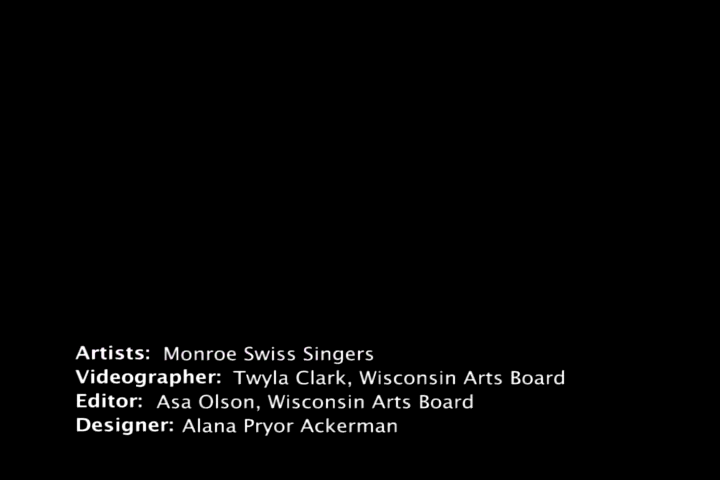 Artists: Monroe Swiss Singers
Videographer: Twyla Clark, Wisconsin Arts Board
Editor: Asa Olson, Wisconsin Arts Board
Designer: Alana Pryor Ackerman